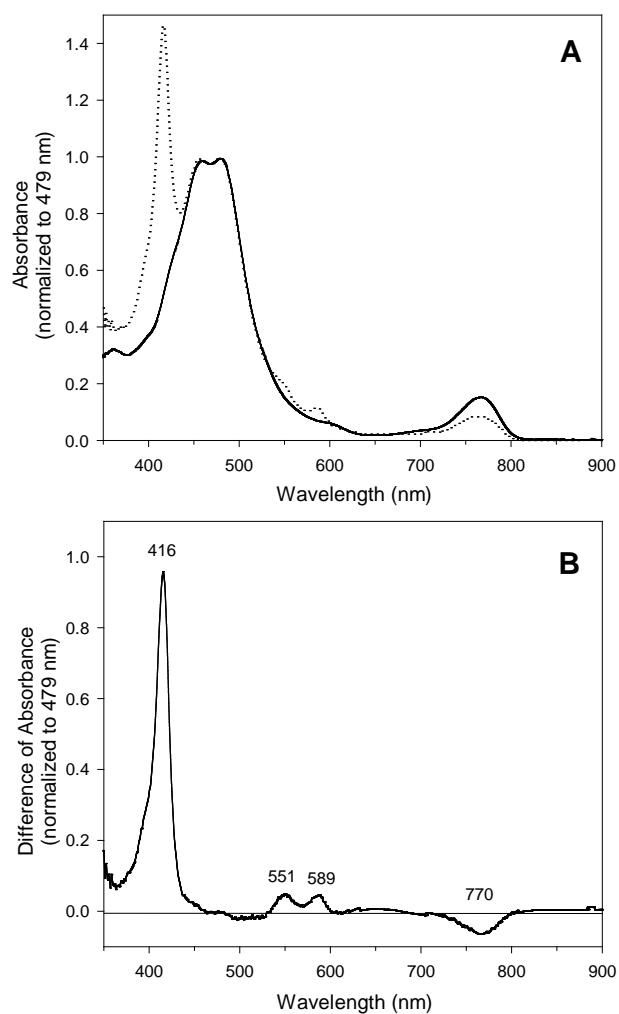 A
1.4
1.2
1.0
0.8
0.6
0.4
0.2
0.0
Absorbance
(normalized to 479 nm)
400 500 600 700 800 900
Wavelength (nm)
B
416
551 589
770
1.0
0.8
0.6
0.4
0.2
0.0
Difference of Absorbance
(normalized to 479 nm)
400 500 600 700 800 900
Wavelength (nm)